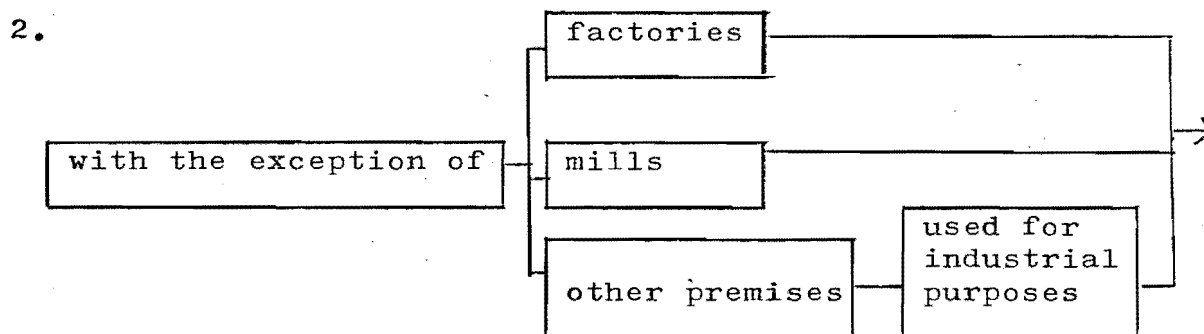 2.
factories
with the exception of
mills
other premises
used for
industrial
purposes